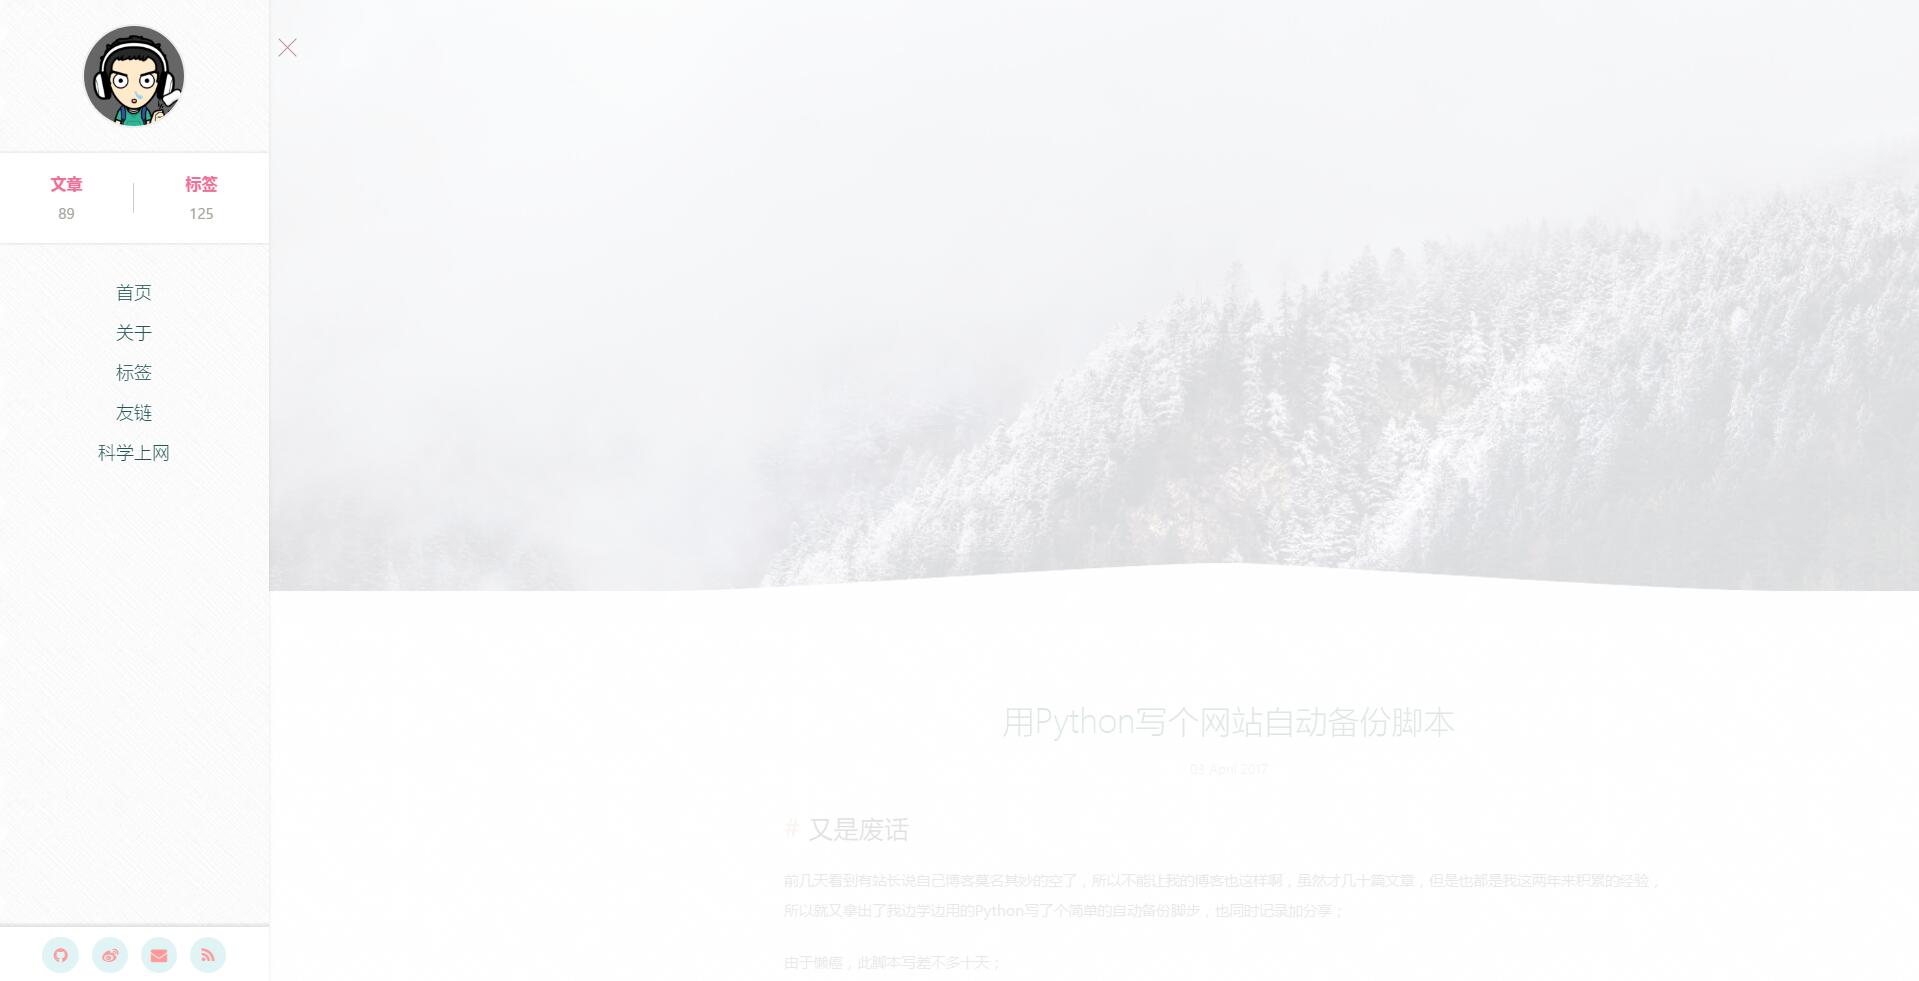 文章
标签
89
125
首页
关于
标签
友链
科学上网
用Python写个网站自动备份脚本
03 April 2017
# 又是废话
前几天看到有站长说自己博客莫名其妙的空了，所以不能让我的博客也这样啊，虽然才几十篇文章，但是也都是我这两年来积累的经验，
所以就又拿出了我边学边用的Python写了个简单的自动备份脚步，也同时记录加分享；
由于懒癌，此脚本写差不多十天；